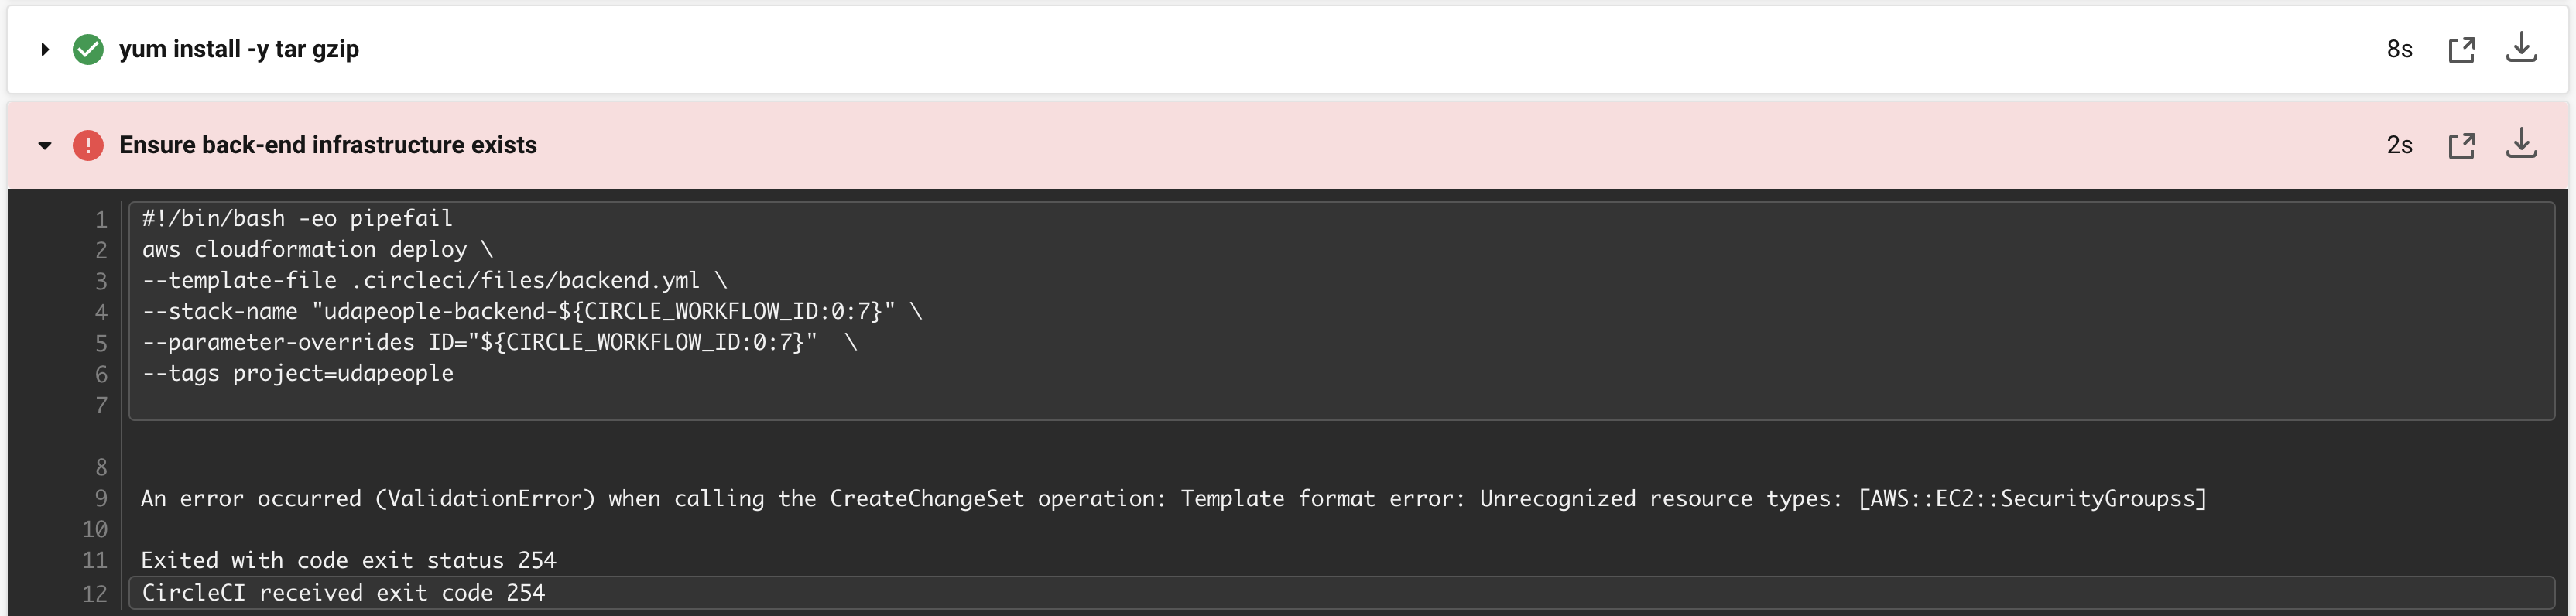 yum install -y tar gzip 8s
Ensure back-end infrastructure exists 2s
1 #!/bin/bash -eo pipefail
2 aws cloudformation deploy \
3 --template-file .circleci/files/backend.yml \
4 --stack-name "udapeople-backend-${CIRCLE_WORKFLOW_ID:0:7}" \
5 --parameter-overrides ID="${CIRCLE_WORKFLOW_ID:0:7}"  \
6 --tags project=udapeople
7
8
9 An error occurred (ValidationError) when calling the CreateChangeSet operation: Template format error: Unrecognized resource types: [AWS::EC2::SecurityGroupss]
10
11 Exited with code exit status 254
12 CircleCI received exit code 254